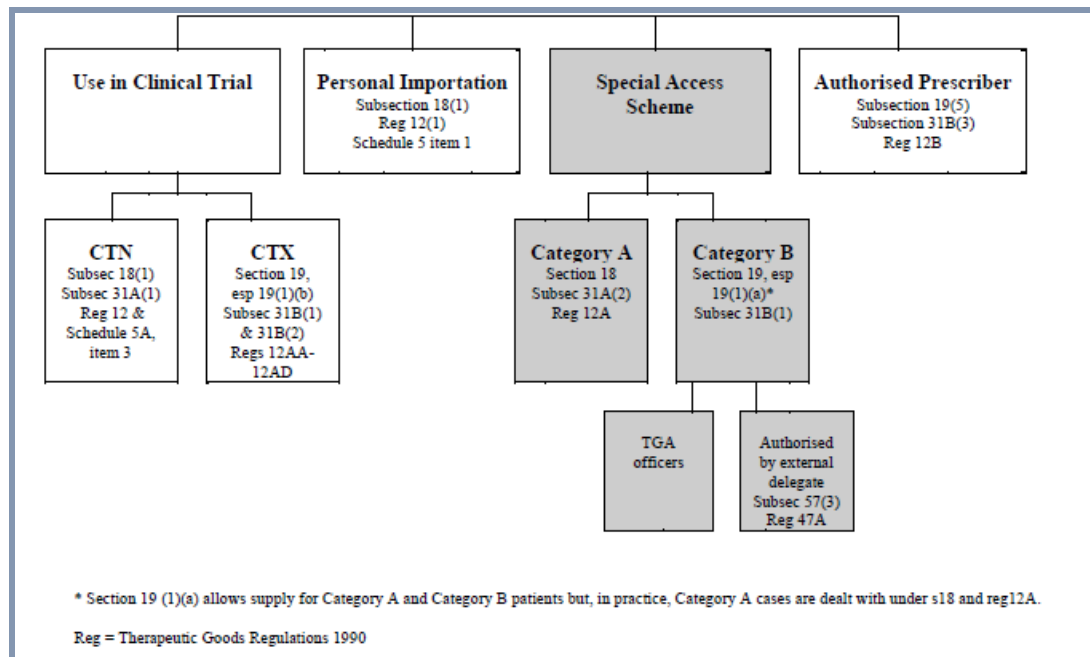 Use in Clinical Trial
Personal Importation
Subsection 18(1)
Reg 12(1)
Schedule 5 item 1
Special Access
Scheme
Authorised Prescriber
Subsection 19(5)
Subsection 31B(3)
Reg 12B
CTN
Subsec 18(1)
Subsec 31A(1)
Reg 12 &
Schedule 5A,
item 3
CTX
Section 19,
esp 19(1)(b)
Subsec 31B(1)
& 31B(2)
Regs 12AA-
12AD
Category A
Section 18
Subsec 31A(2)
Reg 12A
Category B
Section 19, esp
19(1)(a)*
Subsec 31B(1)
TGA
officers
Authorised
by external
delegate
Subsec 57(3)
Reg 47A
* Section 19 (1)(a) allows supply for Category A and Category B patients but, in practice, Category A cases are dealt with under s18 and reg12A.
Reg = Therapeutic Goods Regulations 1990